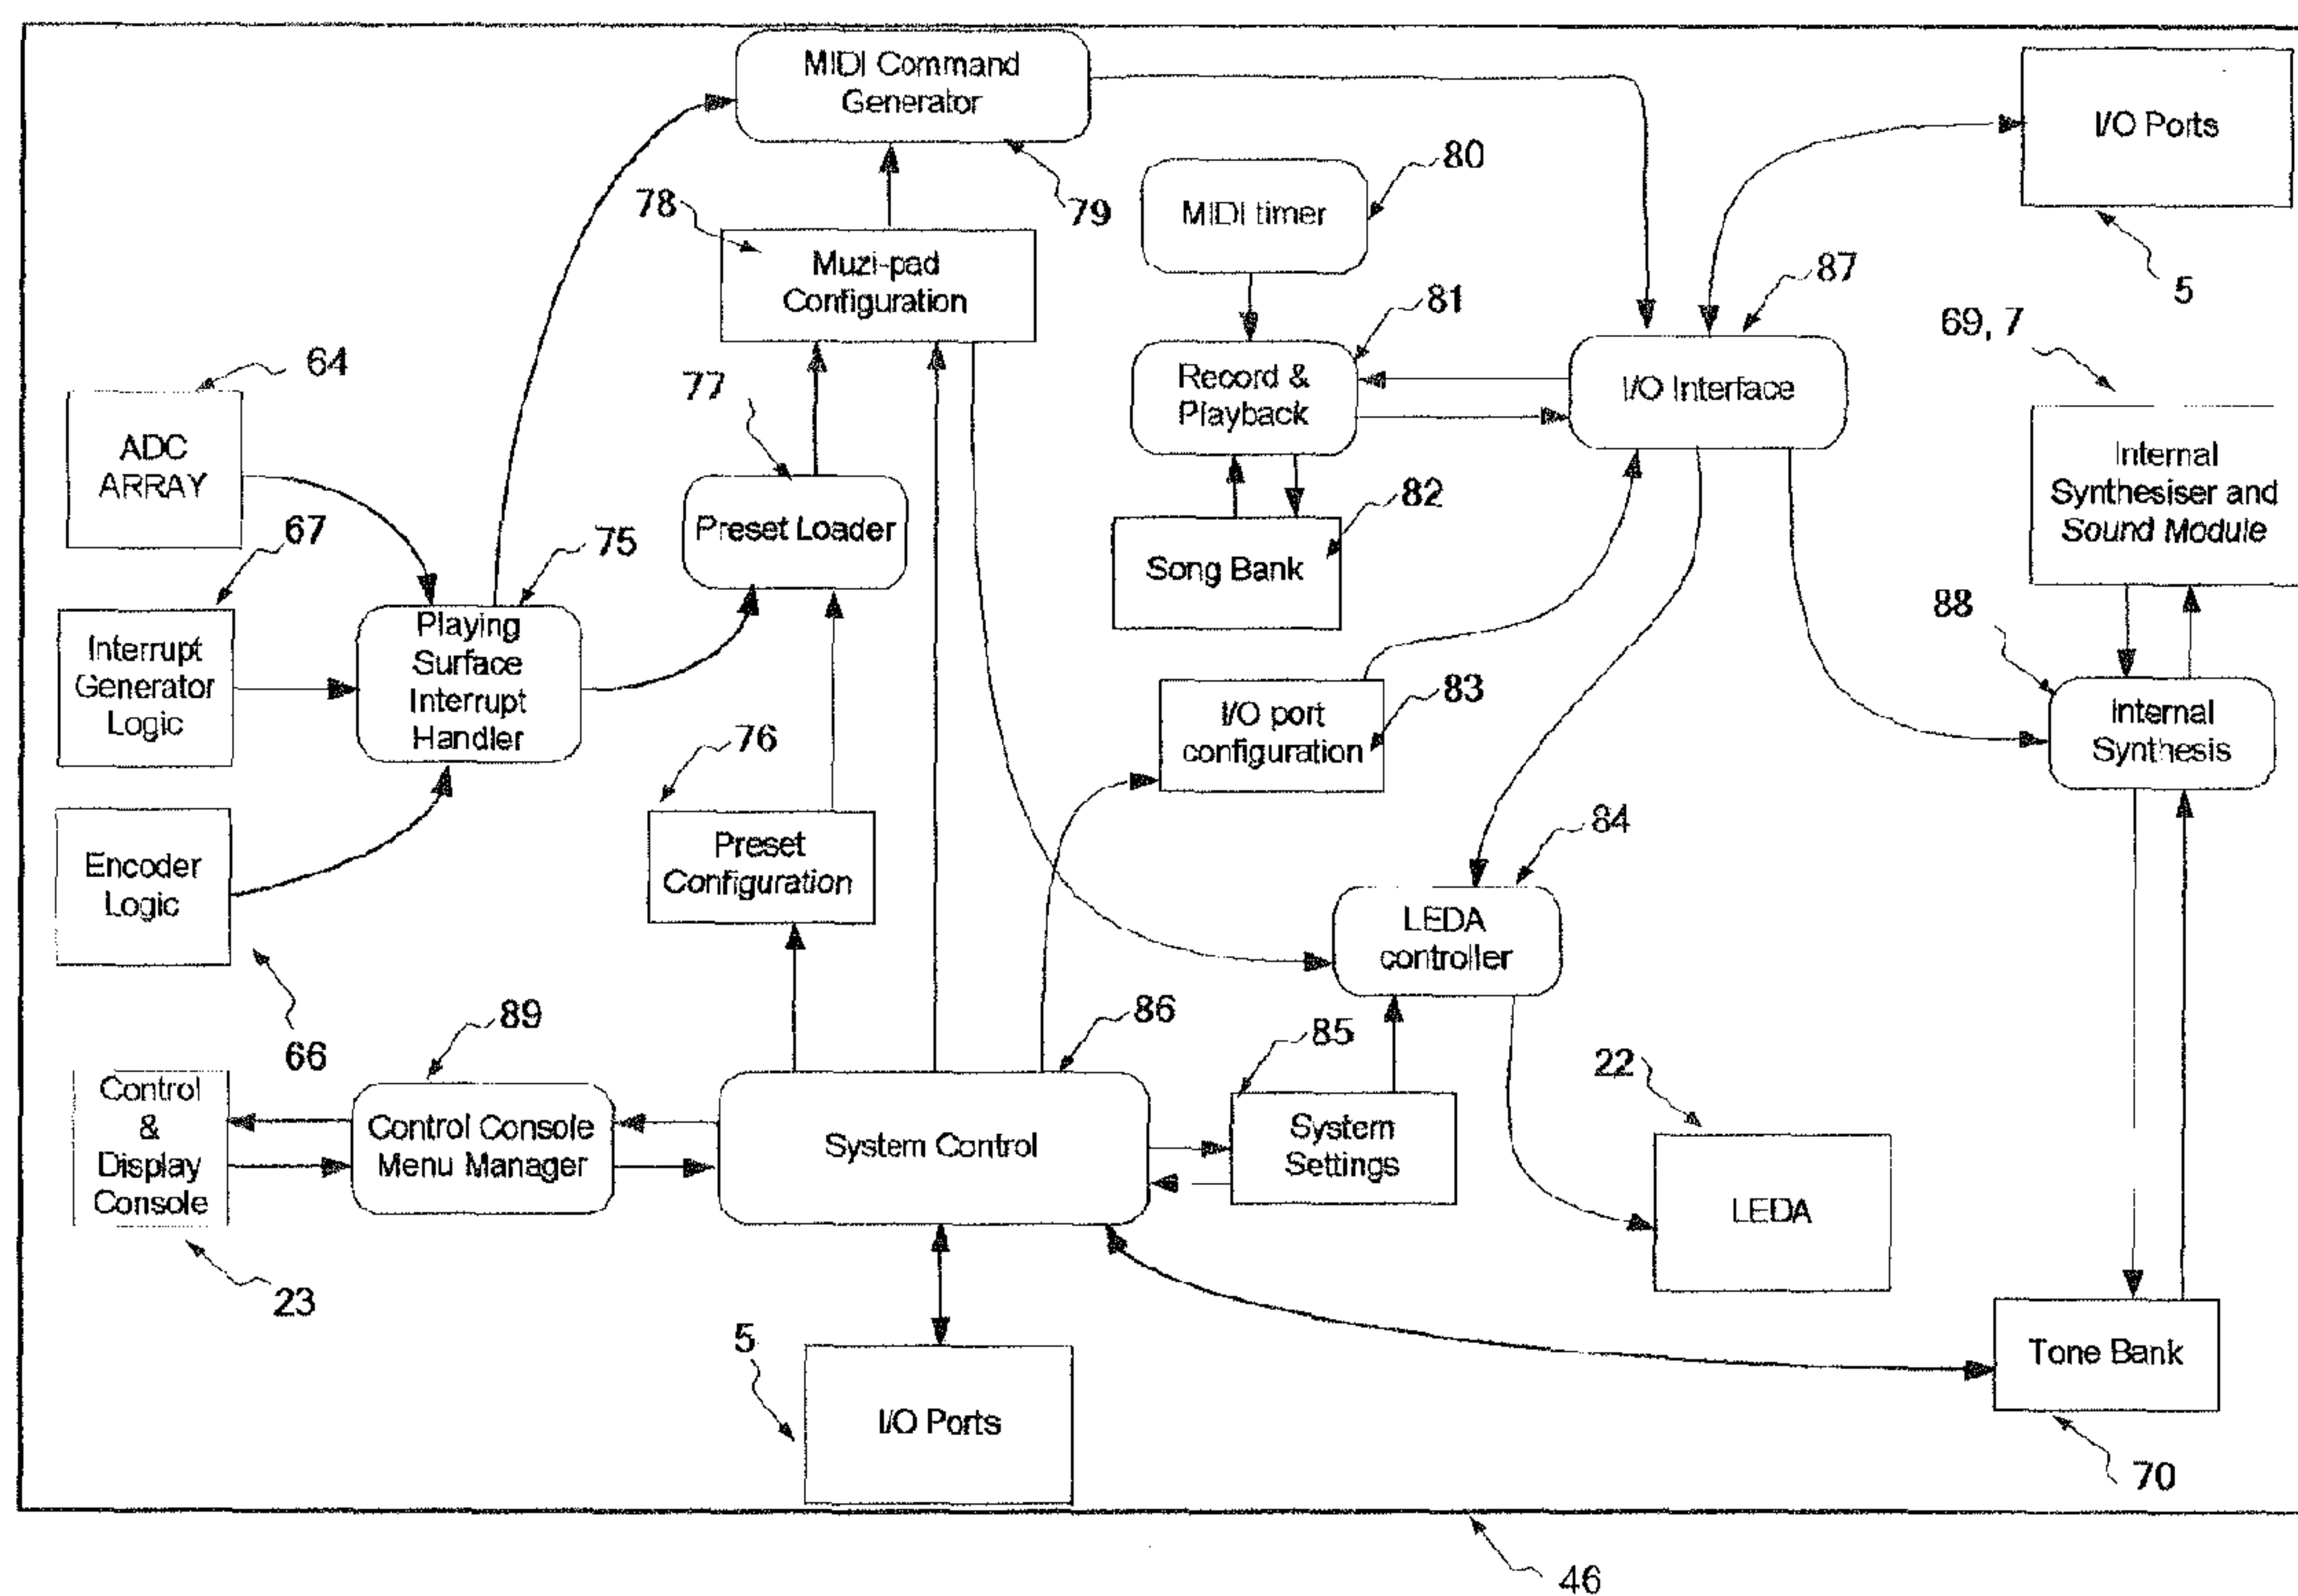 MIDI Command
Generator
79
I/O Ports
5
MIDI timer
80
78
Muzi-pad
Configuration
87
81
Record &
Playback
I/O Interface
69, 7
Internal
Synthesiser and
Sound Module
64
ADC
ARRAY
77
Preset Loader
82
Song Bank
67
Interrupt
Generator
Logic
75
Playing
Surface
Interrupt
Handler
88
Internal
Synthesis
83
I/O port
configuration
76
Preset
Configuration
84
LEDA
controller
Encoder
Logic
66
89
86
85
22
Control
&
Display
Console
23
Control Console
Menu Manager
System Control
System
Settings
LEDA
5
I/O Ports
Tone Bank
70
46